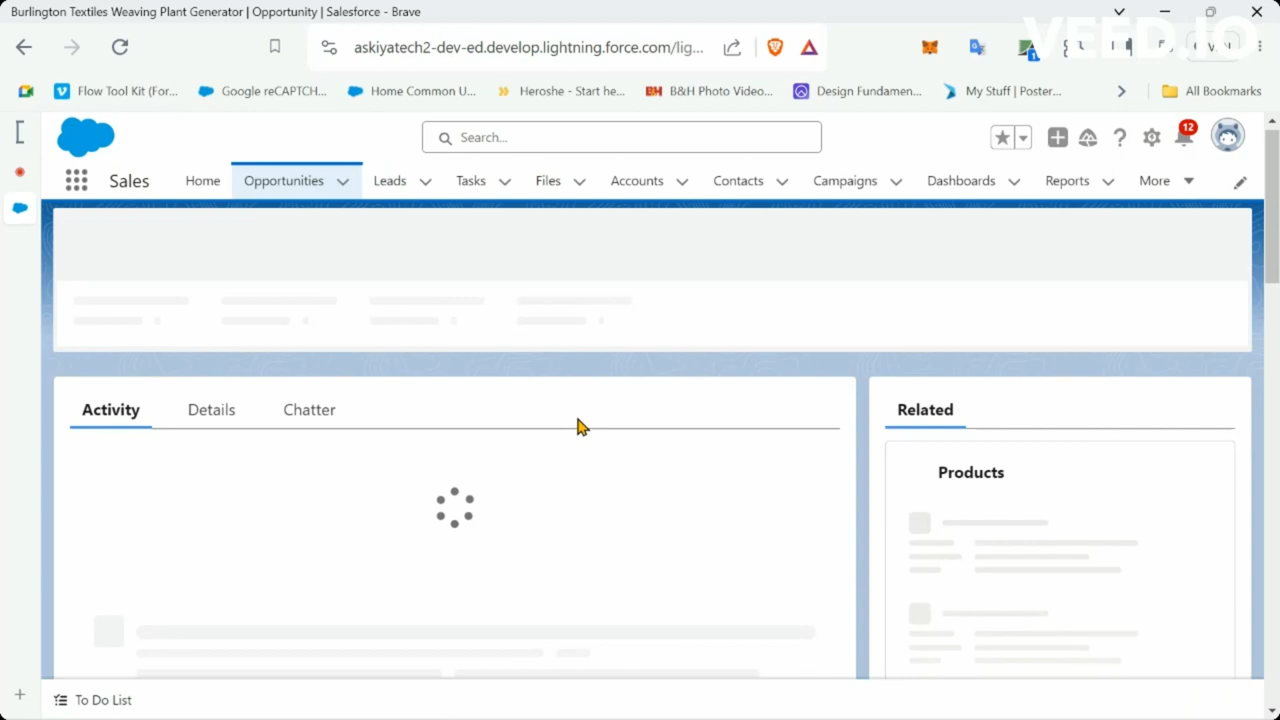 Burlington Textiles Weaving Plant Generator | Opportunity | Salesforce - Brave
VEED.IO
askiyatech2-dev-ed.develop.lightning.force.com/lig...
1
Flow Tool Kit (For...
Google reCAPTCH...
Home Common U...
Heroshe - Start he...
B&H Photo Video...
Design Fundamen...
My Stuff | Poster...
All Bookmarks
Search...
12
Sales
Home
Opportunities
Leads
Tasks
Files
Accounts
Contacts
Campaigns
Dashboards
Reports
More
Activity
Details
Chatter
Related
Products
To Do List